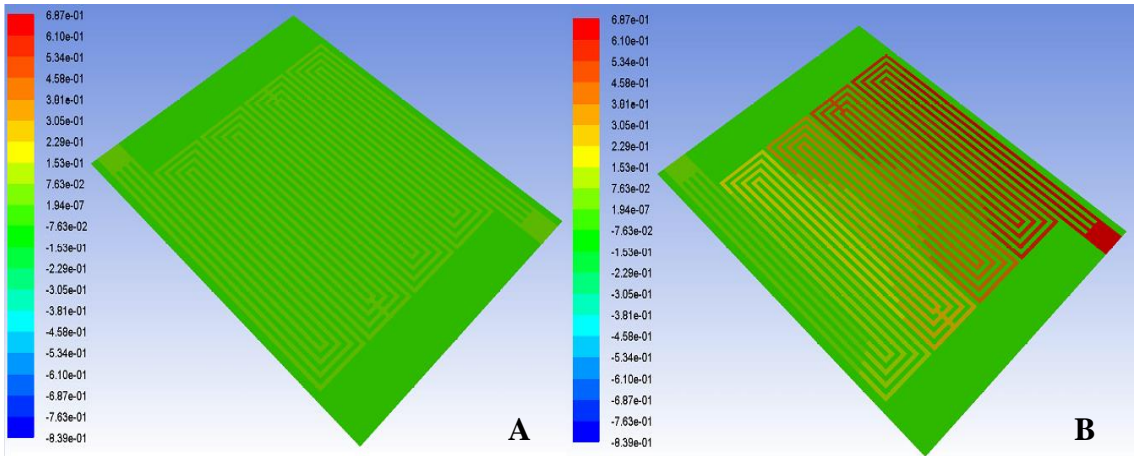 6.87e-01
6.10e-01
5.34e-01
4.58e-01
3.81e-01
3.05e-01
2.29e-01
1.53e-01
7.63e-02
1.94e-07
-7.63e-02
-1.53e-01
-2.29e-01
-3.05e-01
-3.81e-01
-4.58e-01
-5.34e-01
-6.10e-01
-6.87e-01
-7.63e-01
-8.39e-01
A
6.87e-01
6.10e-01
5.34e-01
4.58e-01
3.81e-01
3.05e-01
2.29e-01
1.53e-01
7.63e-02
1.94e-07
-7.63e-02
-1.53e-01
-2.29e-01
-3.05e-01
-3.81e-01
-4.58e-01
-5.34e-01
-6.10e-01
-6.87e-01
-7.63e-01
-8.39e-01
B